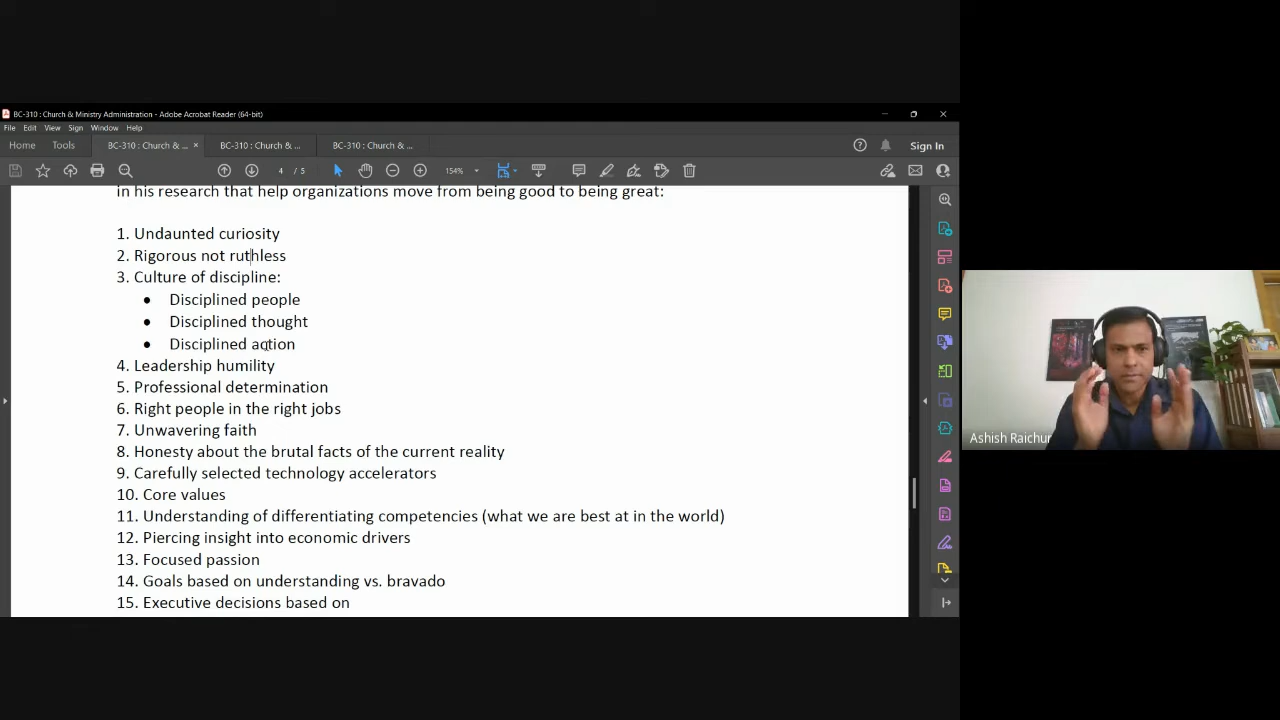 BC-310 : Church & Ministry Administration - Adobe Acrobat Reader (64-bit)
File Edit View Sign Window Help
Home Tools BC-310 : Church & ... × BC-310 : Church & ... BC-310 : Church & ... Sign In
4 / 5 154%
in his research that help organizations move from being good to being great:
1. Undaunted curiosity
2. Rigorous not ruthless
3. Culture of discipline:
• Disciplined people
• Disciplined thought
• Disciplined action
4. Leadership humility
5. Professional determination
6. Right people in the right jobs
7. Unwavering faith
8. Honesty about the brutal facts of the current reality
9. Carefully selected technology accelerators
10. Core values
11. Understanding of differentiating competencies (what we are best at in the world)
12. Piercing insight into economic drivers
13. Focused passion
14. Goals based on understanding vs. bravado
15. Executive decisions based on
Ashish Raichur